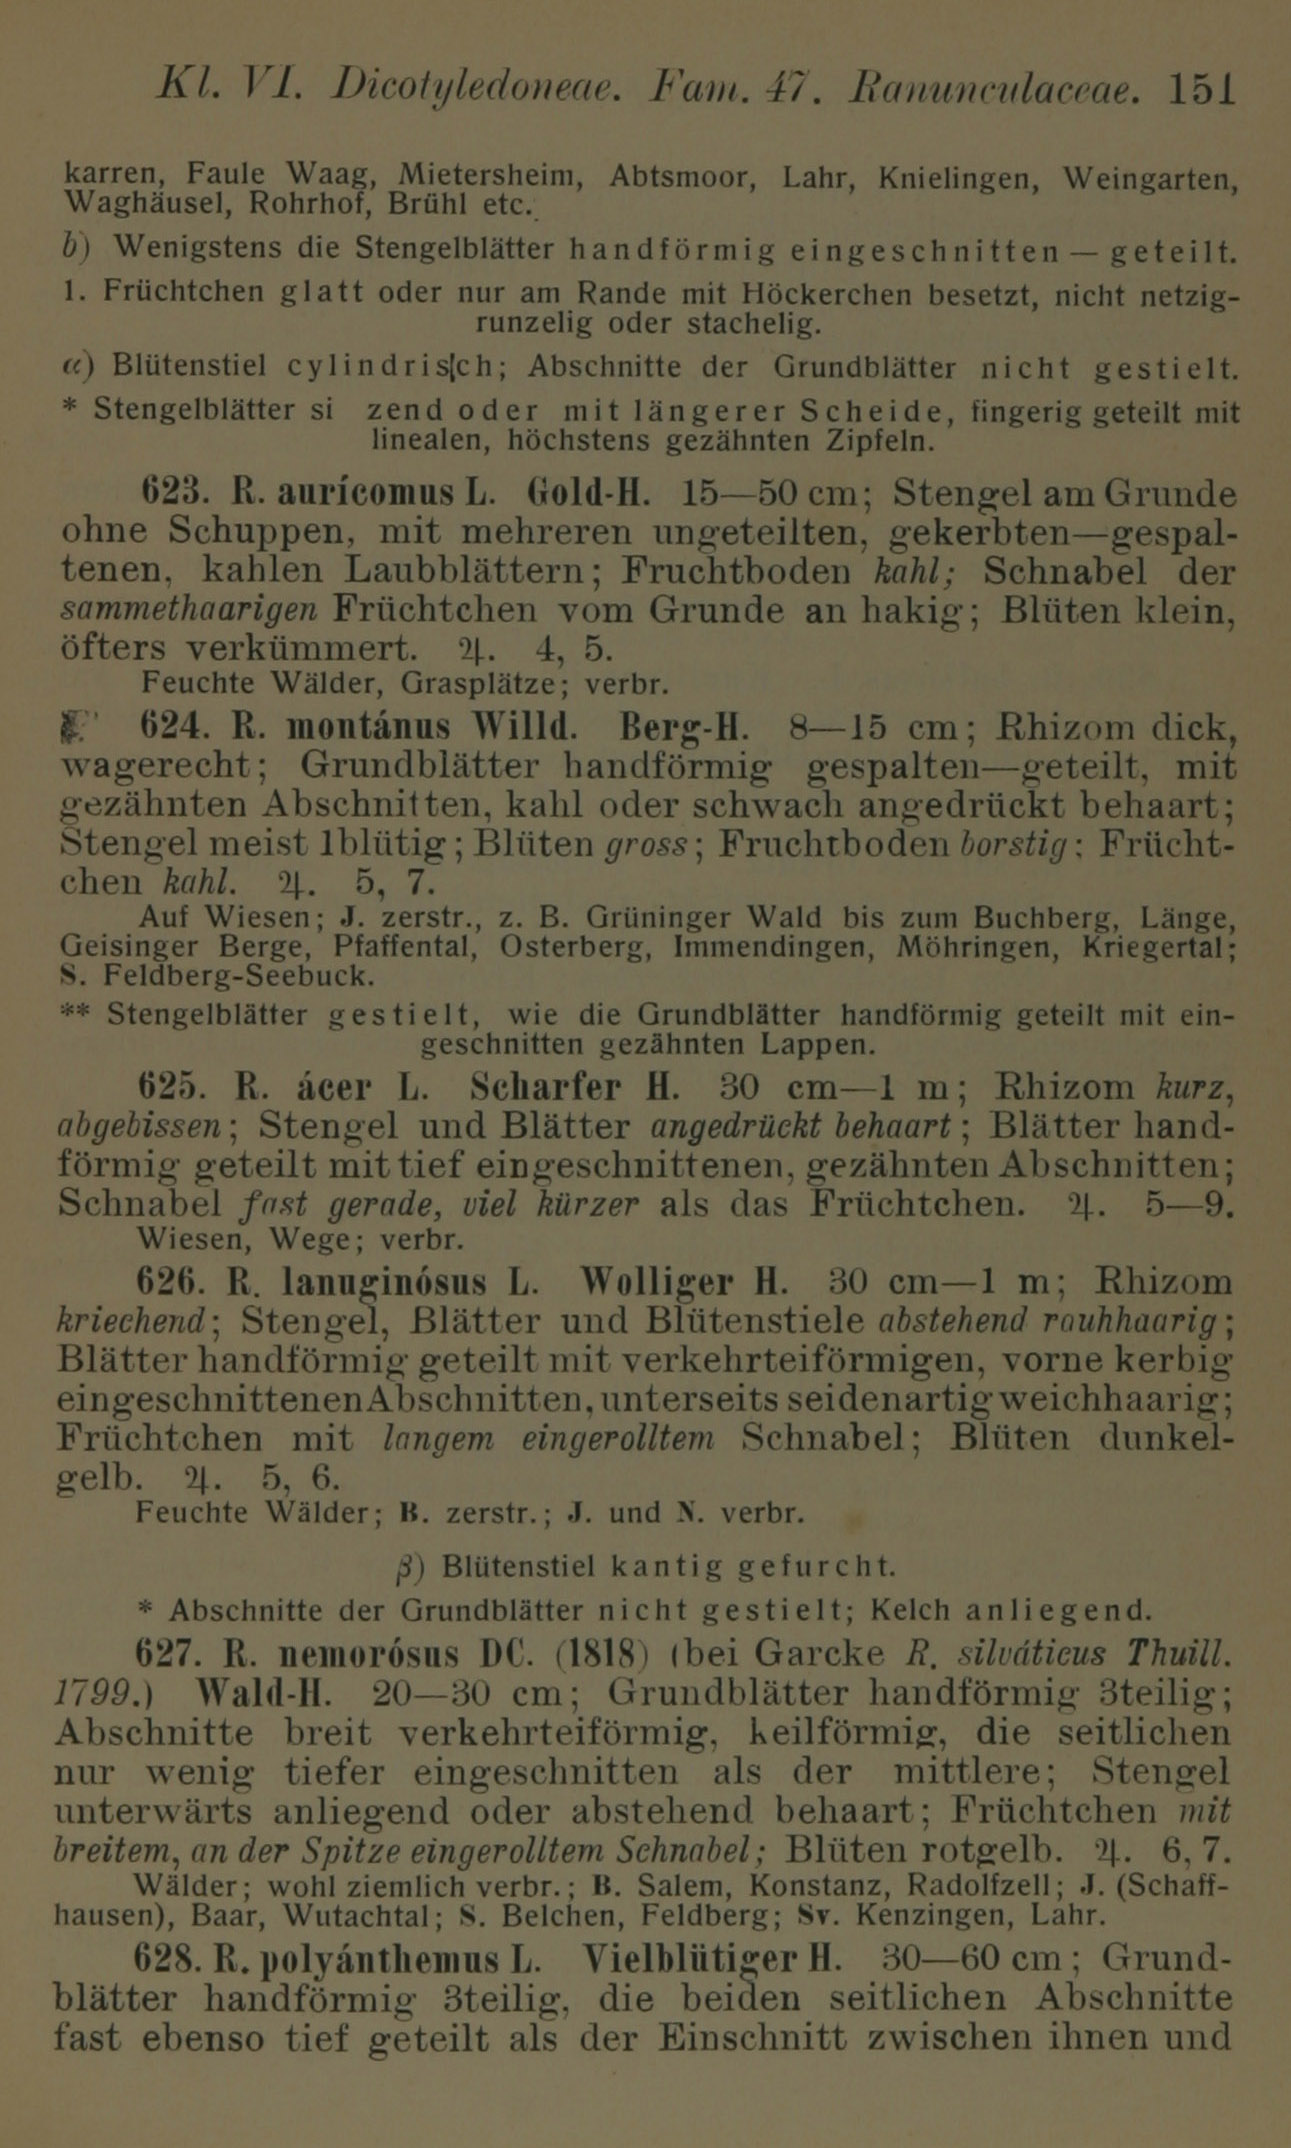 Kl. VI. Dicotyledoneae. Fam. 47. Ranunculaceae. 151
karren, Faule Waag, Mietersheim, Abtsmoor, Lahr, Knielingen, Weingarten,
Waghäusel, Rohrhof, Brühl etc.
b) Wenigstens die Stengelblätter handförmig eingeschnitten — geteilt.
1. Früchtchen glatt oder nur am Rande mit Höckerchen besetzt, nicht netzig-
runzelig oder stachelig.
α) Blütenstiel cylindrisch; Abschnitte der Grundblätter nicht gestielt.
* Stengelblätter si zend oder mit längerer Scheide, fingerig geteilt mit
linealen, höchstens gezähnten Zipfeln.
623. R. aurícomus L. Gold-H. 15—50 cm; Stengel am Grunde
ohne Schuppen, mit mehreren ungeteilten, gekerbten—gespal-
tenen, kahlen Laubblättern; Fruchtboden kahl; Schnabel der
sammethaarigen Früchtchen vom Grunde an hakig; Blüten klein,
öfters verkümmert. ♃. 4, 5.
Feuchte Wälder, Grasplätze; verbr.
624. R. montánus Willd. Berg-H. 8—15 cm; Rhizom dick,
wagerecht; Grundblätter handförmig gespalten—geteilt, mit
gezähnten Abschnitten, kahl oder schwach angedrückt behaart;
Stengel meist 1blütig; Blüten gross; Fruchtboden borstig; Frücht-
chen kahl. ♃. 5, 7.
Auf Wiesen; J. zerstr., z. B. Grüninger Wald bis zum Buchberg, Länge,
Geisinger Berge, Pfaffental, Osterberg, Immendingen, Möhringen, Kriegertal;
S. Feldberg-Seebuck.
** Stengelblätter gestielt, wie die Grundblätter handförmig geteilt mit ein-
geschnitten gezähnten Lappen.
625. R. ácer L. Scharfer H. 30 cm—1 m; Rhizom kurz,
abgebissen; Stengel und Blätter angedrückt behaart; Blätter hand-
förmig geteilt mit tief eingeschnittenen, gezähnten Abschnitten;
Schnabel fast gerade, viel kürzer als das Früchtchen. ♃. 5—9.
Wiesen, Wege; verbr.
626. R. lanuginósus L. Wolliger H. 30 cm—1 m; Rhizom
kriechend; Stengel, Blätter und Blütenstiele abstehend rauhhaarig;
Blätter handförmig geteilt mit verkehrteiförmigen, vorne kerbig
eingeschnittenen Abschnitten, unterseits seidenartig weichhaarig;
Früchtchen mit langem eingerolltem Schnabel; Blüten dunkel-
gelb. ♃. 5, 6.
Feuchte Wälder; B. zerstr.; J. und N. verbr.
β) Blütenstiel kantig gefurcht.
* Abschnitte der Grundblätter nicht gestielt; Kelch anliegend.
627. R. nemorósus DC. (1818) (bei Garcke R. silváticus Thuill.
1799.) Wald-H. 20—30 cm; Grundblätter handförmig 3teilig;
Abschnitte breit verkehrteiförmig, keilförmig, die seitlichen
nur wenig tiefer eingeschnitten als der mittlere; Stengel
unterwärts anliegend oder abstehend behaart; Früchtchen mit
breitem, an der Spitze eingerolltem Schnabel; Blüten rotgelb. ♃. 6, 7.
Wälder; wohl ziemlich verbr.; B. Salem, Konstanz, Radolfzell; J. (Schaff-
hausen), Baar, Wutachtal; S. Belchen, Feldberg; Sv. Kenzingen, Lahr.
628. R. polyánthemus L. Vielblütiger H. 30—60 cm; Grund-
blätter handförmig 3teilig, die beiden seitlichen Abschnitte
fast ebenso tief geteilt als der Einschnitt zwischen ihnen und